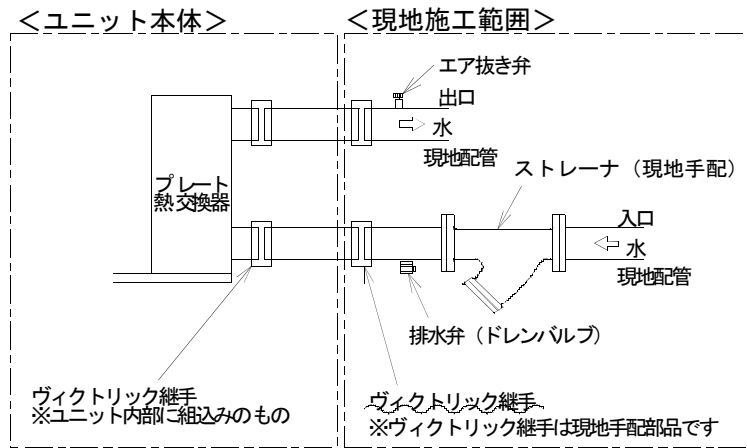 ＜ユニット本体＞
＜現地施工範囲＞
エア抜き弁
出口
水
現地配管
ストレーナ（現地手配）
プレート
熱交換器
入口
水
現地配管
排水弁（ドレンバルブ）
ヴィクトリック継手
※ユニット内部に組込みのもの
ヴィクトリック継手
※ヴィクトリック継手は現地手配部品です